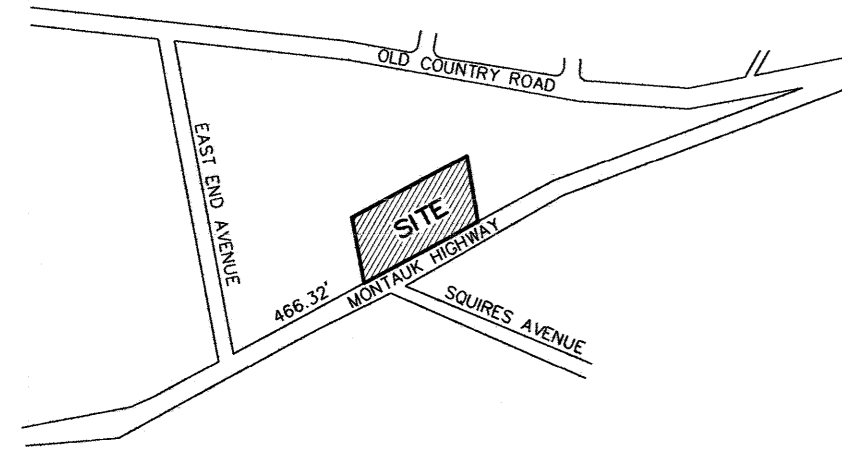 OLD COUNTRY ROAD
EAST END AVENUE
SITE
466.32'
MONTAUK HIGHWAY
SQUIRES AVENUE